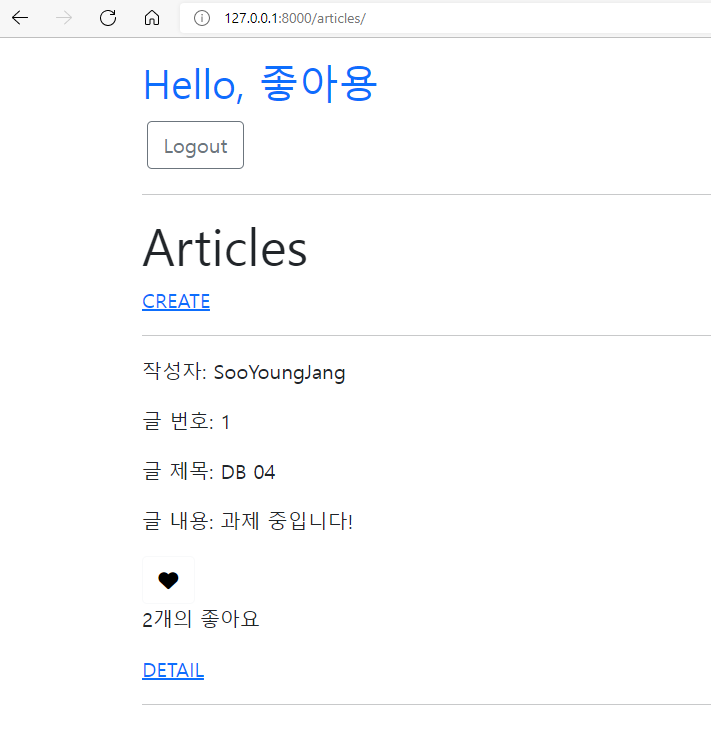 127.0.0.1:8000/articles/
Hello, 좋아용
Logout
Articles
CREATE
작성자: SooYoungJang
글 번호: 1
글 제목: DB 04
글 내용: 과제 중입니다!
2개의 좋아요
DETAIL